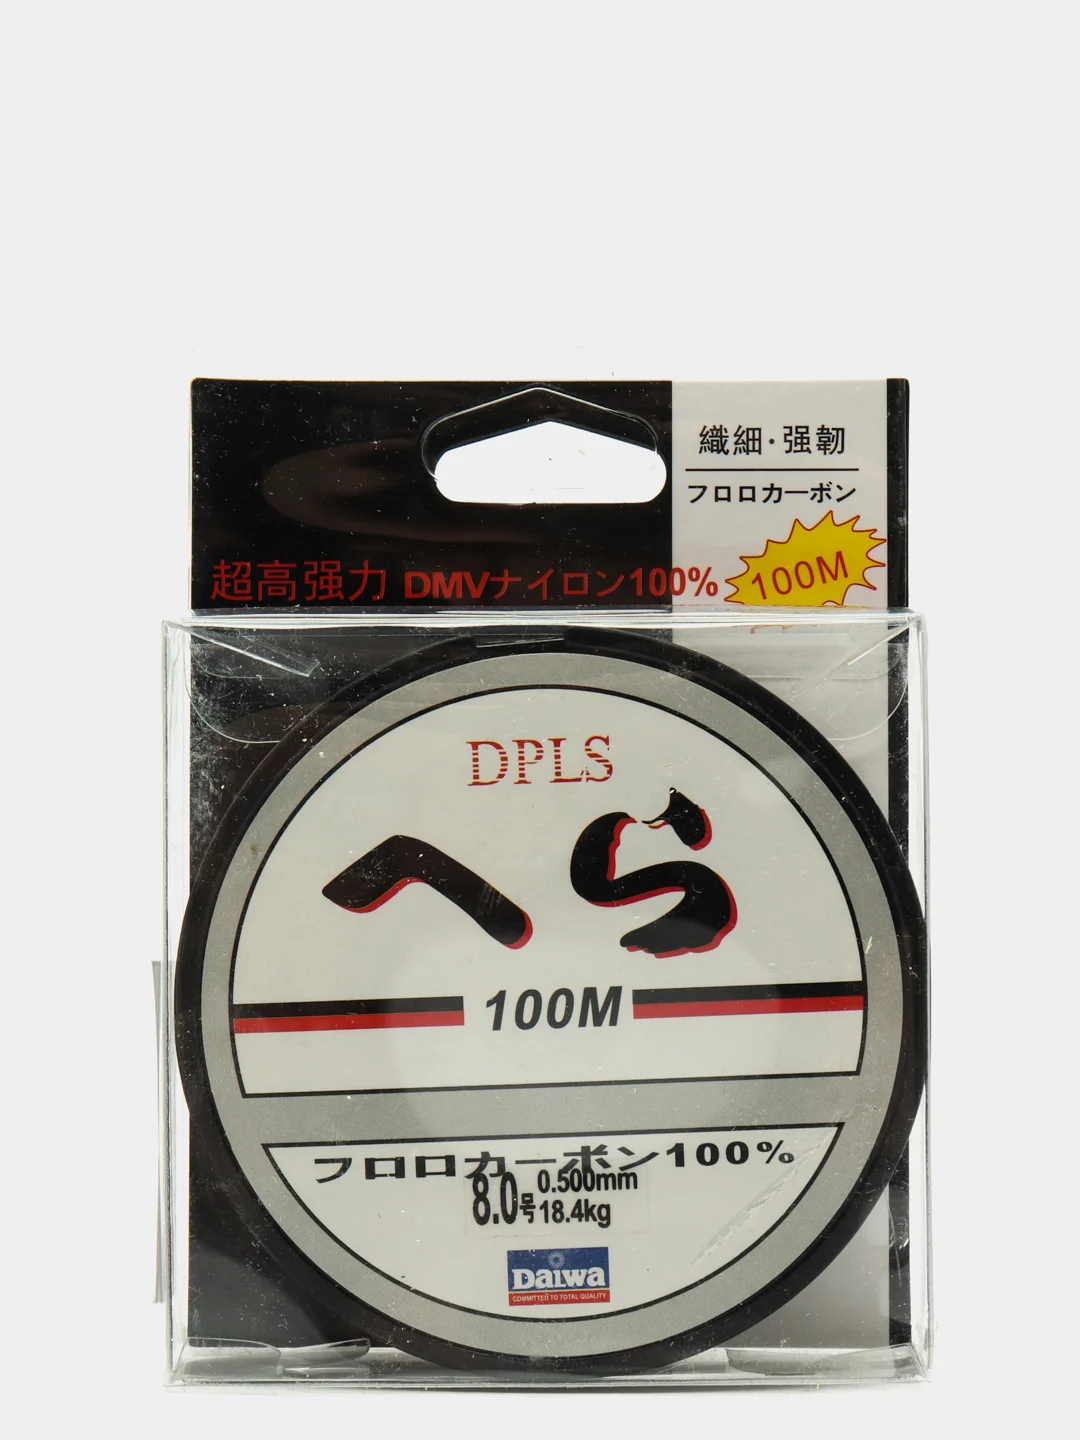 織細·强韌
フロロカーボン
超高强力 DMVナイロン100%
100M
DPLS
へら
100M
フロロカーボン100%
8.0号 0.500mm
18.4kg
Daiwa
COMMITTED TO TOTAL QUALITY